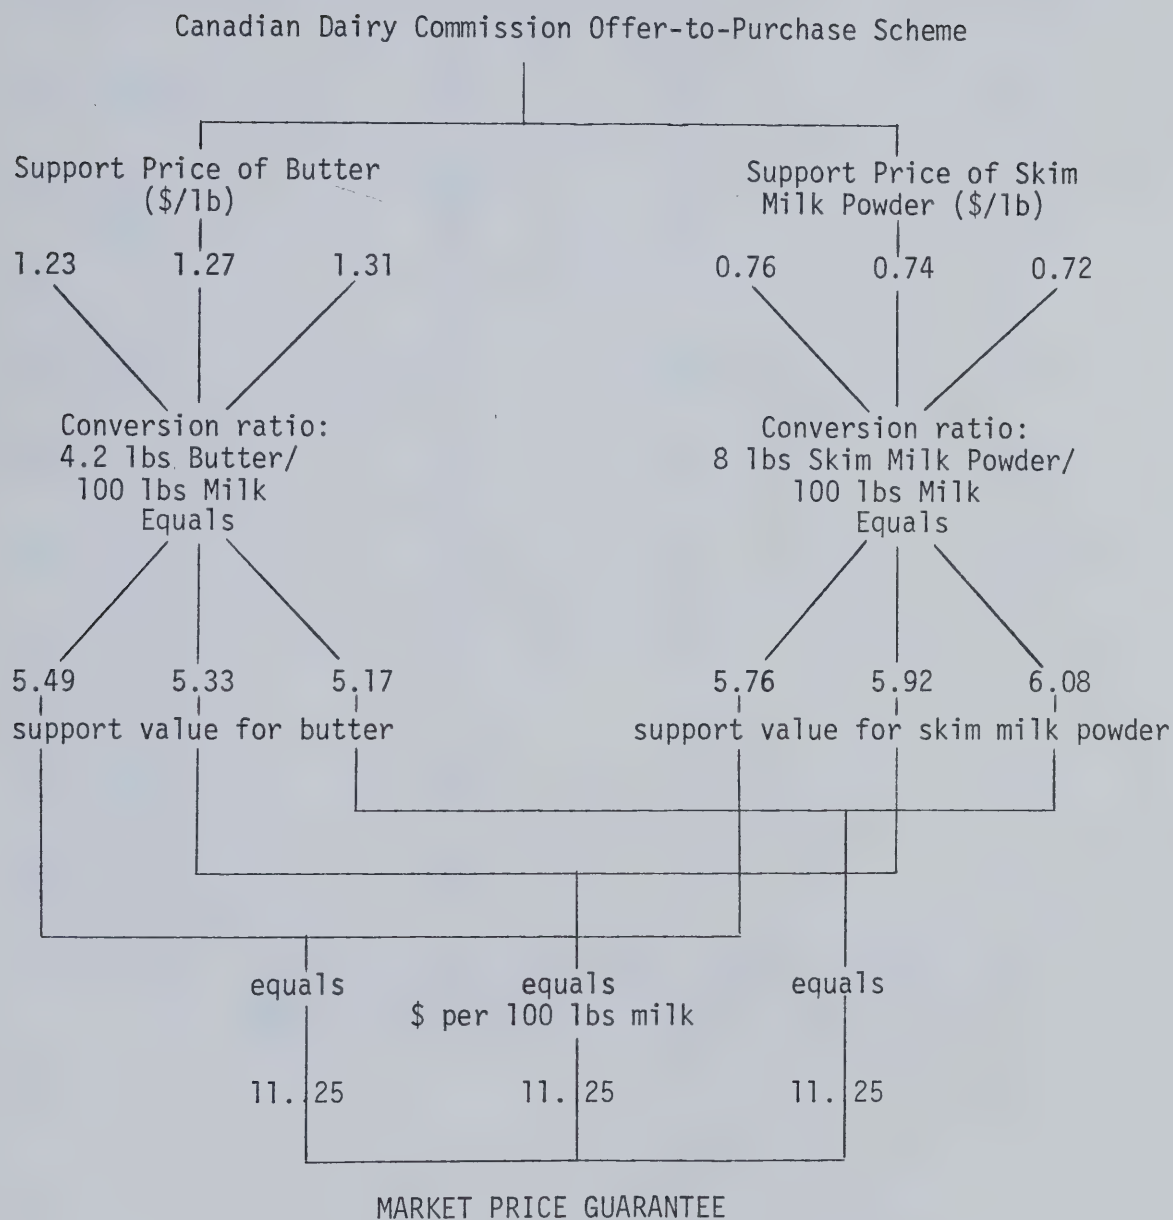 Canadian Dairy Commission Offer-to-Purchase Scheme
Support Price of Butter
($/lb)
1.23 1.27 1.31
Support Price of Skim
Milk Powder ($/lb)
0.76 0.74 0.72
Conversion ratio:
4.2 lbs Butter/
100 lbs Milk
Equals
Conversion ratio:
8 lbs Skim Milk Powder/
100 lbs Milk
Equals
5.49 5.33 5.17
support value for butter
5.76 5.92 6.08
support value for skim milk powder
equals equals equals
$ per 100 lbs milk
11.25 11.25 11.25
MARKET PRICE GUARANTEE